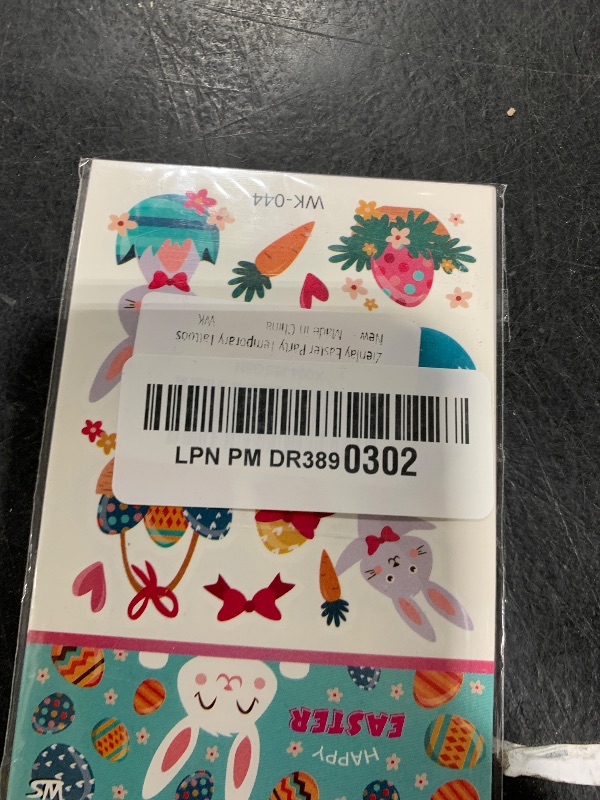 WK-044
Zienlay Easter Party Temporary Tattoos
WK
New - Made in China
LPN PM DR3890302
HAPPY
EASTER